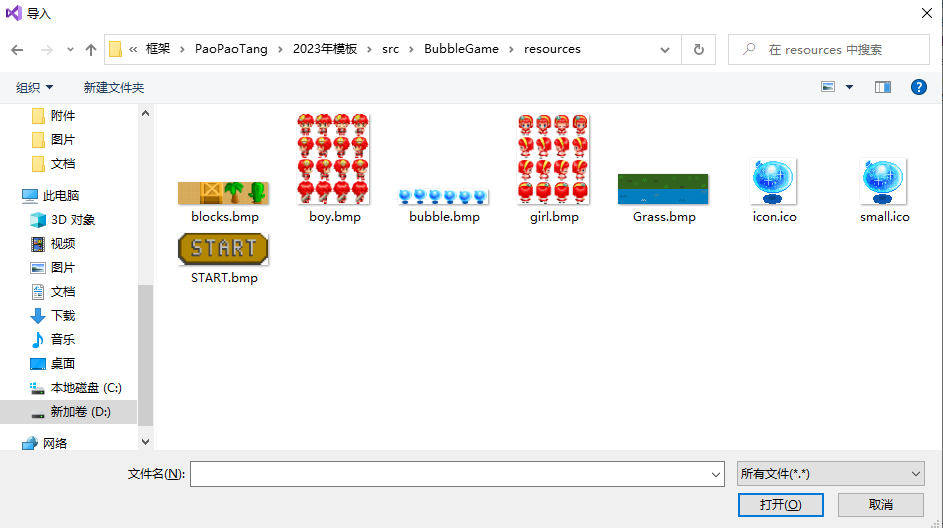 导入
« 框架 › PaoPaoTang › 2023年模板 › src › BubbleGame › resources
在 resources 中搜索
组织
新建文件夹
?
附件
图片
文档
此电脑
3D 对象
视频
图片
文档
下载
音乐
桌面
本地磁盘 (C:)
新加卷 (D:)
网络
blocks.bmp
boy.bmp
bubble.bmp
girl.bmp
Grass.bmp
icon.ico
small.ico
START
START.bmp
文件名(N):
所有文件(*.*)
打开(O)
取消